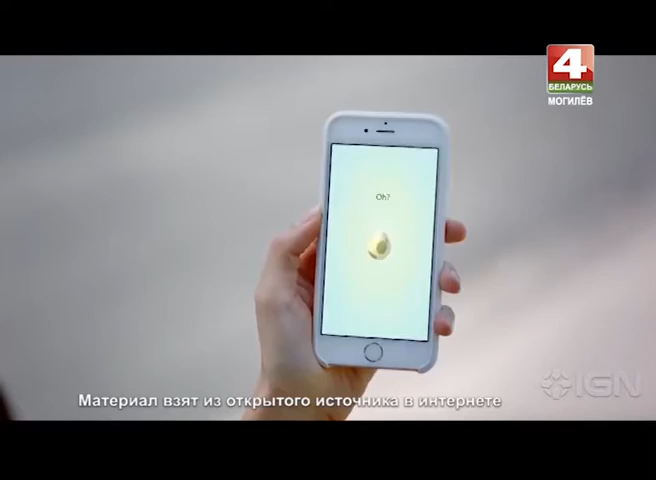 4
БЕЛАРУСЬ
МОГИЛЁВ
Oh?
IGN
Материал взят из открытого источника в интернете